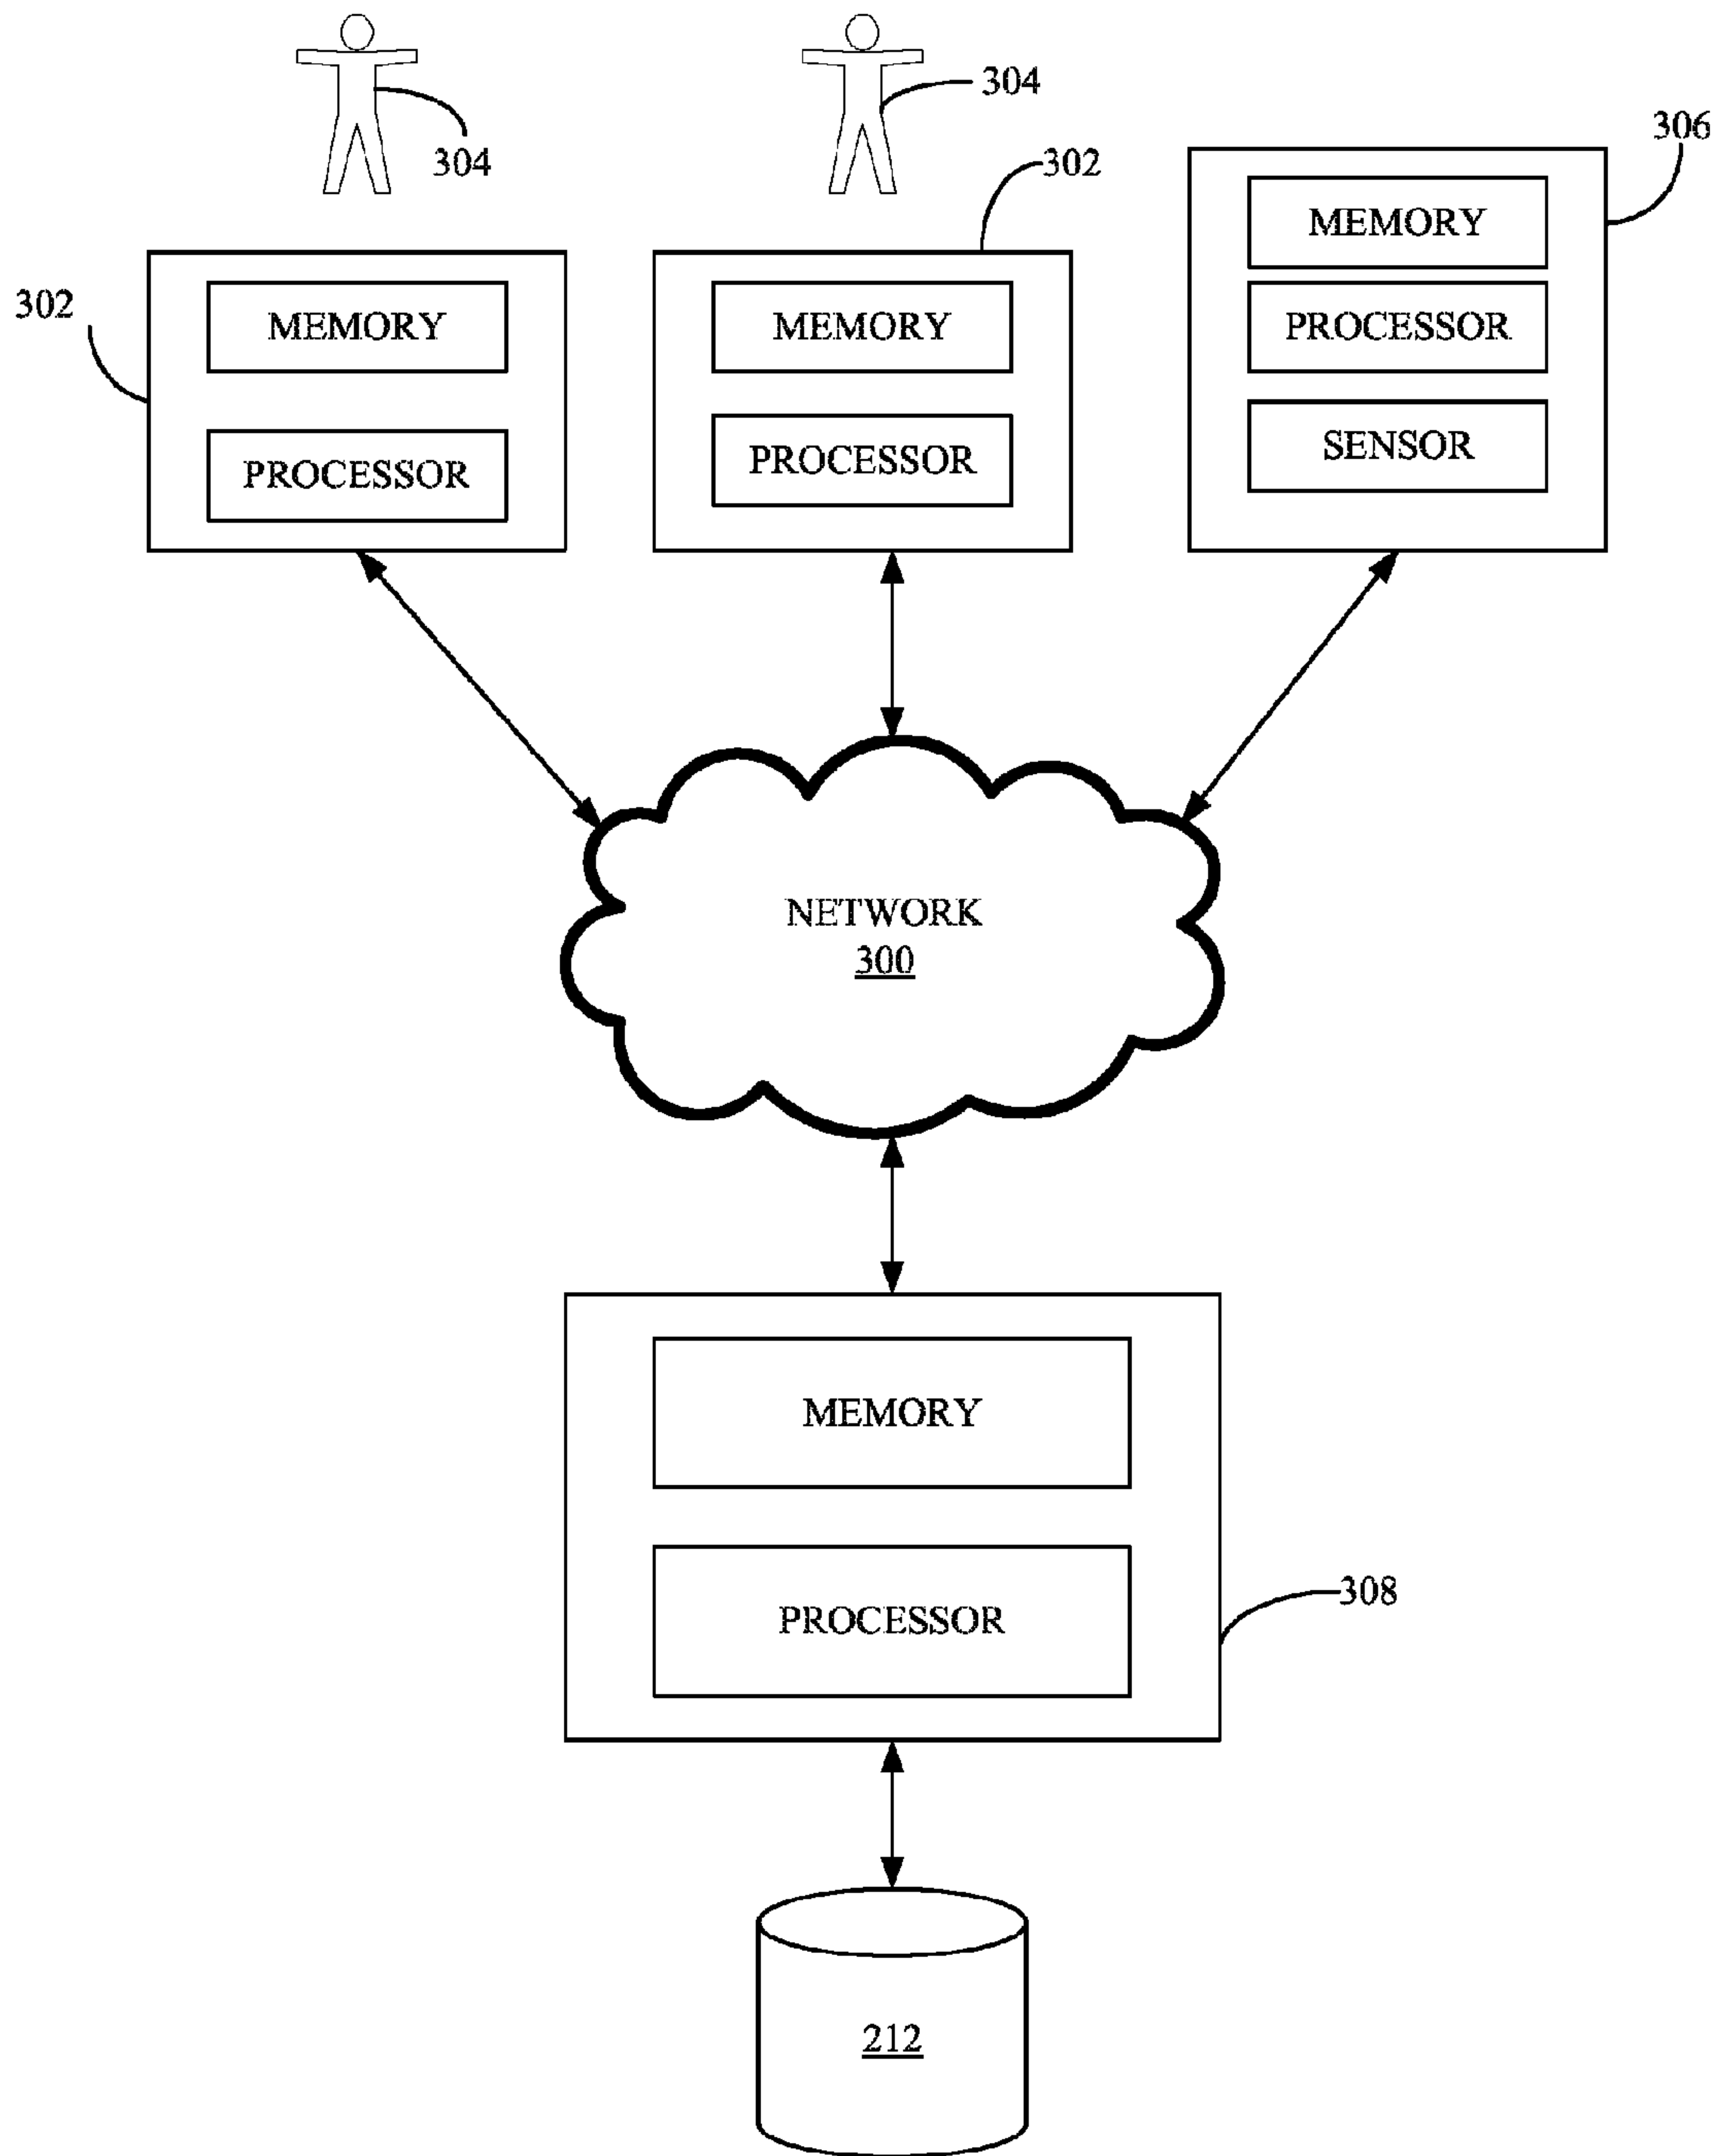 304
304
306
302
302
MEMORY
PROCESSOR
MEMORY
PROCESSOR
MEMORY
PROCESSOR
SENSOR
NETWORK
300
MEMORY
PROCESSOR
308
212